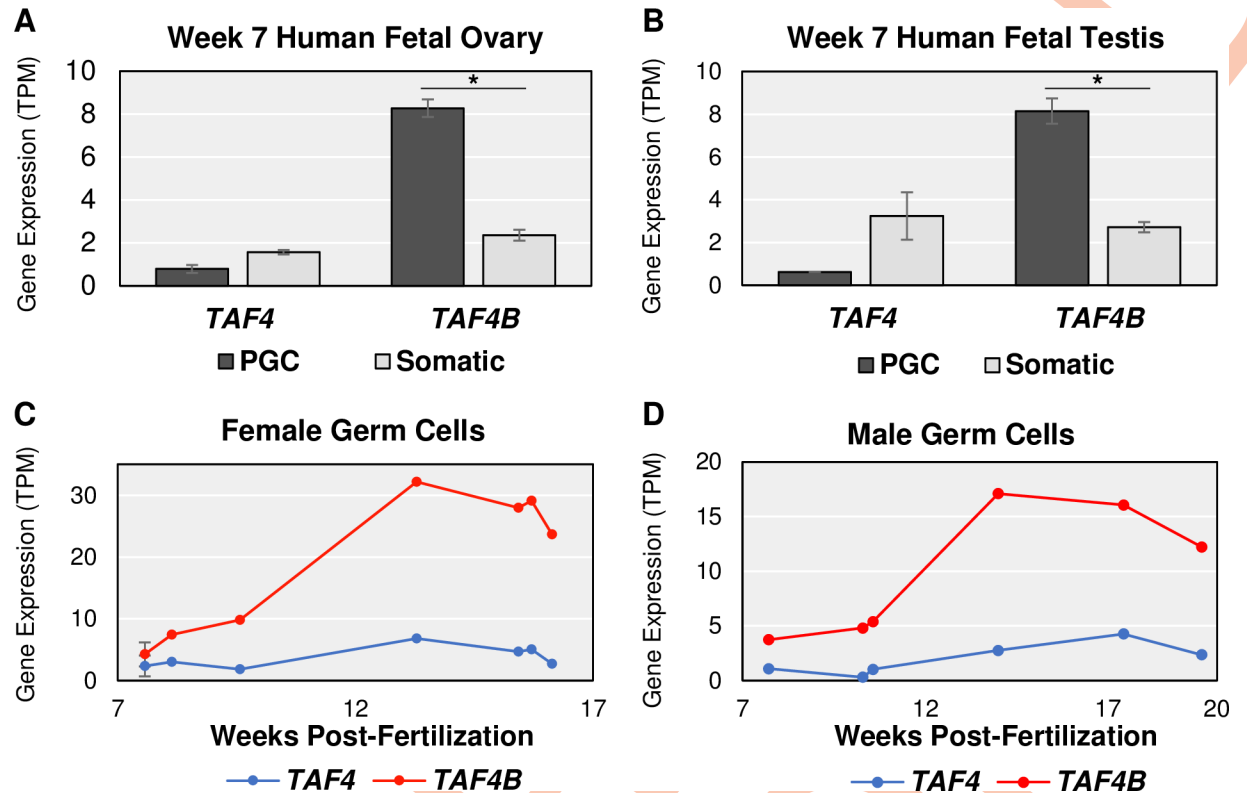 A
Week 7 Human Fetal Ovary
Gene Expression (TPM)
10
8
6
4
2
0
*
TAF4
TAF4B
PGC
Somatic
B
Week 7 Human Fetal Testis
Gene Expression (TPM)
10
8
6
4
2
0
*
TAF4
TAF4B
PGC
Somatic
C
Female Germ Cells
Gene Expression (TPM)
30
20
10
0
7
12
17
Weeks Post-Fertilization
TAF4
TAF4B
D
Male Germ Cells
Gene Expression (TPM)
20
15
10
5
0
7
12
17
20
Weeks Post-Fertilization
TAF4
TAF4B